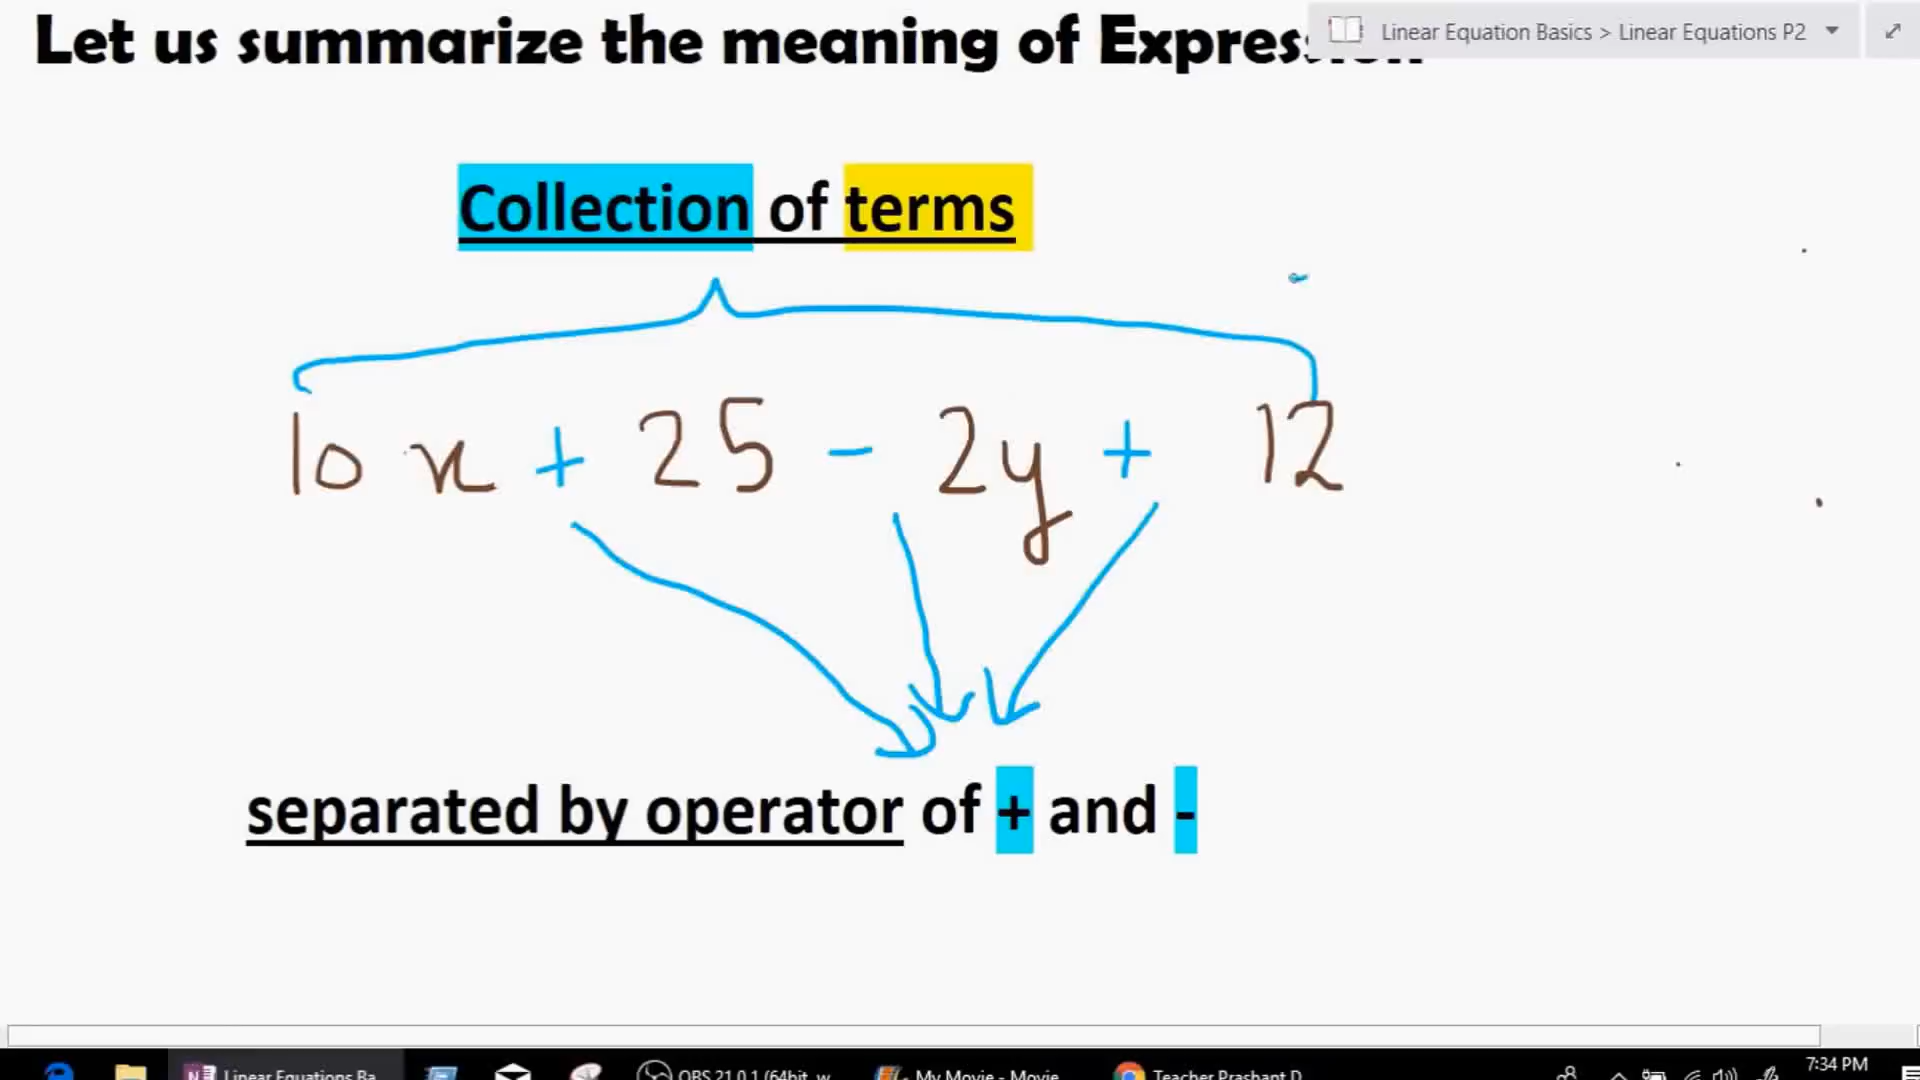 Let us summarize the meaning of Expression
Linear Equation Basics > Linear Equations P2
Collection of terms
10x + 25 - 2y + 12
separated by operator of + and -
Linear Equations Ba
OBS 21.0.1 (64bit, w
My Movie - Movie
Teacher Prashant D
7:34 PM